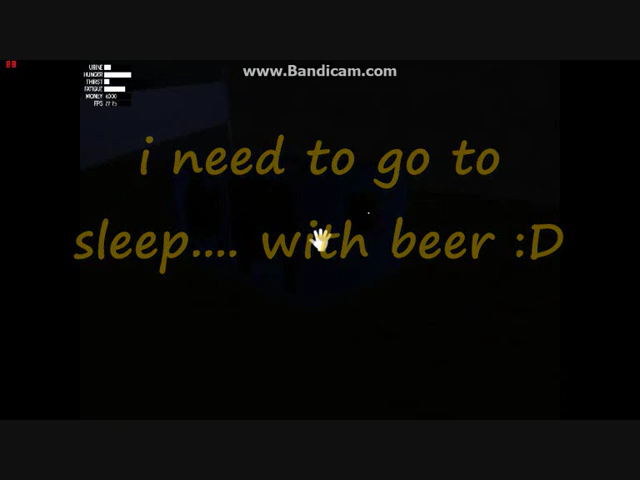 www.Bandicam.com
URINE
HUNGER
THIRST
FATIGUE
MONEY
FPS
i need to go to
sleep.... with beer :D